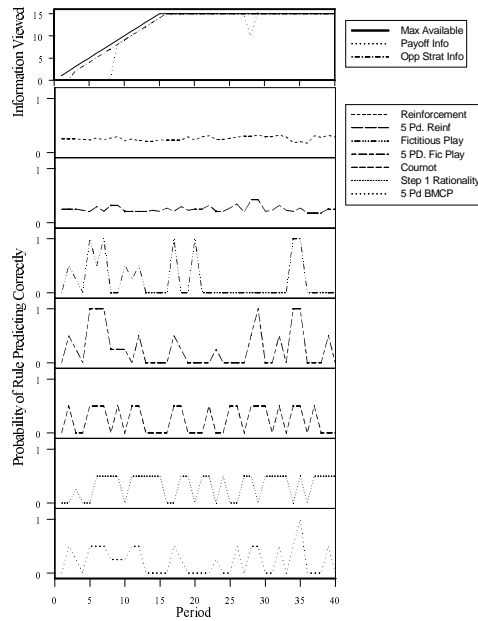 Information Viewed
15
10
5
0
Max Available
Payoff Info
Opp Strat Info
Probability of Rule Predicting Correctly
1
0
1
0
1
0
1
0
1
0
1
0
1
0
Reinforcement
5 Pd. Reinf
Fictitious Play
5 PD. Fic Play
Cournot
Step 1 Rationality
5 Pd BMCP
0 5 10 15 20 25 30 35 40
Period